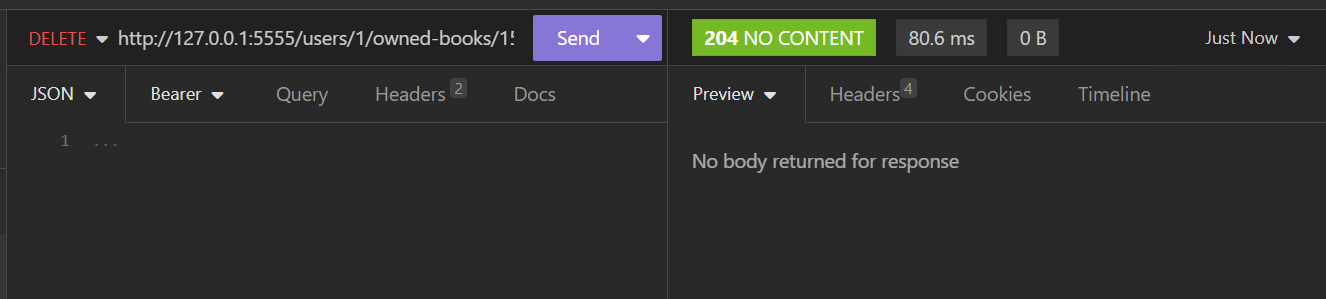 DELETE http://127.0.0.1:5555/users/1/owned-books/15 Send 204 NO CONTENT 80.6 ms 0 B Just Now
JSON Bearer Query Headers 2 Docs Preview Headers 4 Cookies Timeline
1 ...
No body returned for response